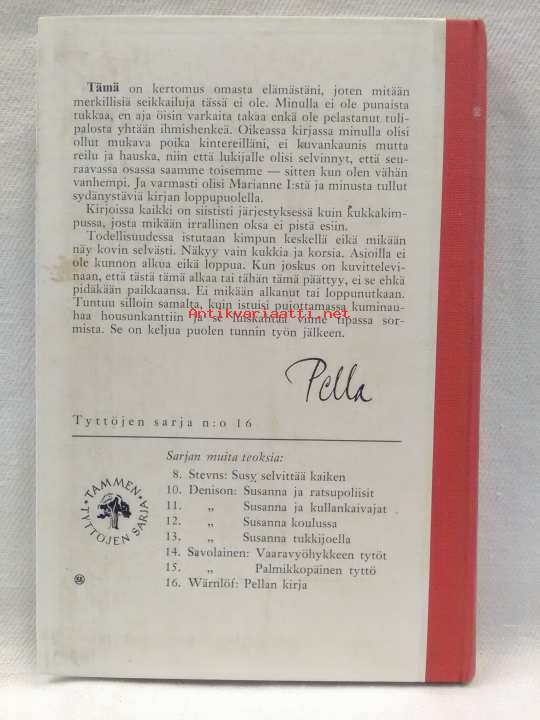 Tämä on kertomus omasta elämästäni, joten mitään
merkillisiä seikkailuja tässä ei ole. Minulla ei ole punaista
tukkaa, en aja öisin varkaita takaa enkä ole pelastanut tuli-
palosta yhtään ihmishenkeä. Oikeassa kirjassa minulla olisi
ollut mukava poika kintereilläni, ei kuvankaunis mutta
reilu ja hauska, niin että lukijalle olisi selvinnyt, että seu-
raavassa osassa saamme toisemme — sitten kun olen vähän
vanhempi. Ja varmasti olisi Marianne I:stä ja minusta tullut
sydänystäviä kirjan loppupuolella.
Kirjoissa kaikki on siististi järjestyksessä kuin kukkakim-
pussa, josta mikään irrallinen oksa ei pistä esiin.
Todellisuudessa istutaan kimpun keskellä eikä mikään
näy kovin selvästi. Näkyy vain kukkia ja korsia. Asioilla ei
ole kunnon alkua eikä loppua. Kun joskus on kuvittelevi-
naan, että tästä tämä alkaa tai tähän tämä päättyy, ei se ehkä
pidäkään paikkaansa. Ei mikään alkanut tai loppunutkaan.
Tuntuu silloin samalta, kuin istuisi pujottamassa kuminau-
haa housunkanttiin ja se luiskahtaa viime tipassa sor-
mista. Se on keljua puolen tunnin työn jälkeen.
Antikvariaatti.net
Pella
Tyttöjen sarja n:o 16
Sarjan muita teoksia:
8. Stevns: Susy selvittää kaiken
10. Denison: Susanna ja ratsupoliisit
11. „ Susanna ja kullankaivajat
12. „ Susanna koulussa
13. „ Susanna tukkijoella
14. Savolainen: Vaaravyöhykkeen tytöt
15. „ Palmikkopäinen tyttö
16. Wärnlöf: Pellan kirja
TAMMEN
TYTTÖJEN SARJA